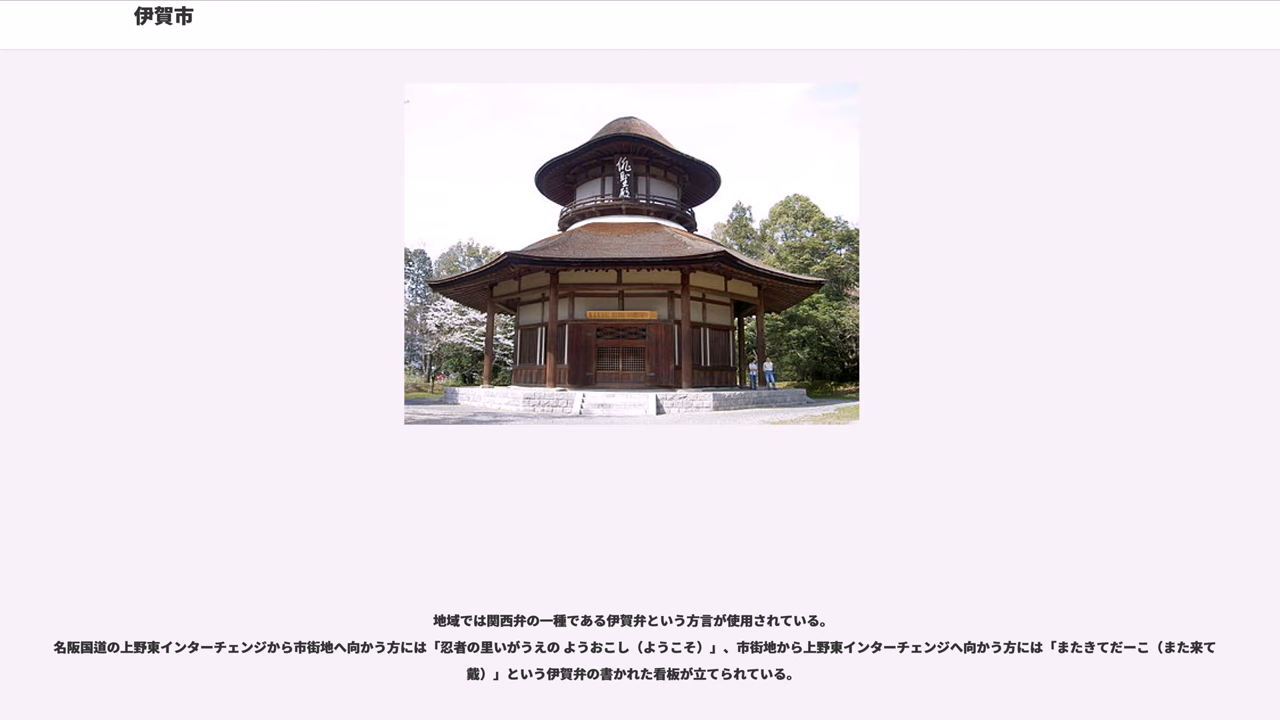 伊賀市
俳聖殿
地域では関西弁の一種である伊賀弁という方言が使用されている。
名阪国道の上野東インターチェンジから市街地へ向かう方には「忍者の里いがうえの ようおこし（ようこそ）」、市街地から上野東インターチェンジへ向かう方には「またきてだーこ（また来て
戴）」という伊賀弁の書かれた看板が立てられている。